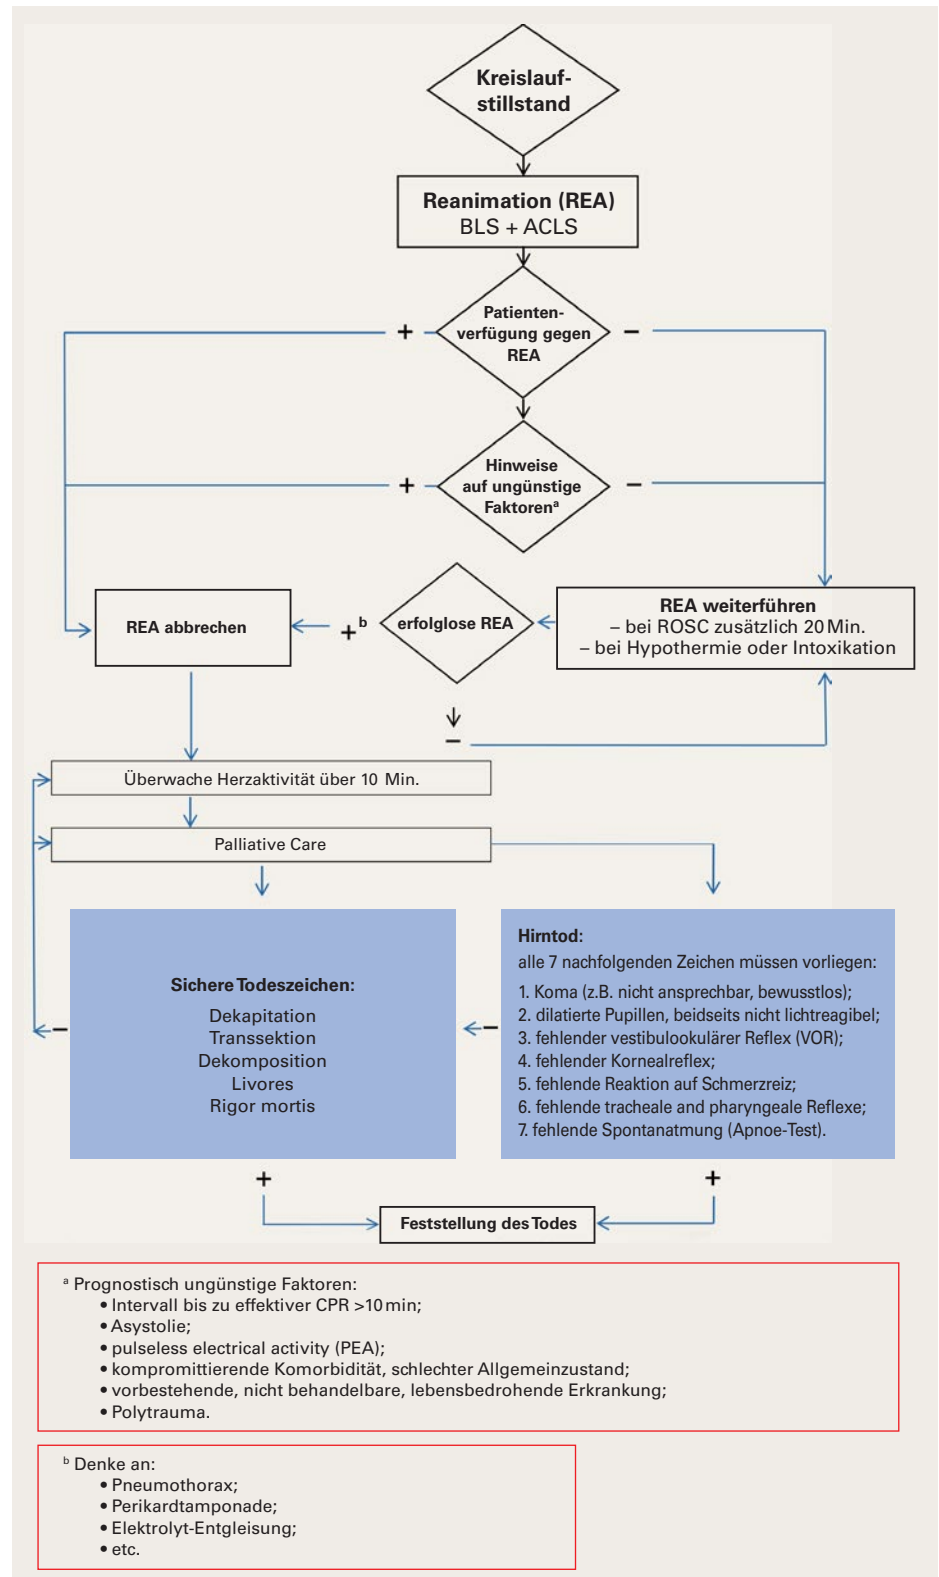 Kreislauf-
stillstand
Reanimation (REA)
BLS + ACLS
Patienten-
verfügung gegen
REA
+
−
Hinweise
auf ungünstige
Faktorenᵃ
+
−
REA abbrechen
+ᵇ
erfolglose REA
REA weiterführen
– bei ROSC zusätzlich 20 Min.
– bei Hypothermie oder Intoxikation
−
Überwache Herzaktivität über 10 Min.
Palliative Care
Sichere Todeszeichen:
Dekapitation
Transsektion
Dekomposition
Livores
Rigor mortis
−
−
Hirntod:
alle 7 nachfolgenden Zeichen müssen vorliegen:
1. Koma (z.B. nicht ansprechbar, bewusstlos);
2. dilatierte Pupillen, beidseits nicht lichtreagibel;
3. fehlender vestibulookulärer Reflex (VOR);
4. fehlender Kornealreflex;
5. fehlende Reaktion auf Schmerzreiz;
6. fehlende tracheale and pharyngeale Reflexe;
7. fehlende Spontanatmung (Apnoe-Test).
+
+
Feststellung des Todes
ᵃ Prognostisch ungünstige Faktoren:
• Intervall bis zu effektiver CPR >10 min;
• Asystolie;
• pulseless electrical activity (PEA);
• kompromittierende Komorbidität, schlechter Allgemeinzustand;
• vorbestehende, nicht behandelbare, lebensbedrohende Erkrankung;
• Polytrauma.
ᵇ Denke an:
• Pneumothorax;
• Perikardtamponade;
• Elektrolyt-Entgleisung;
• etc.